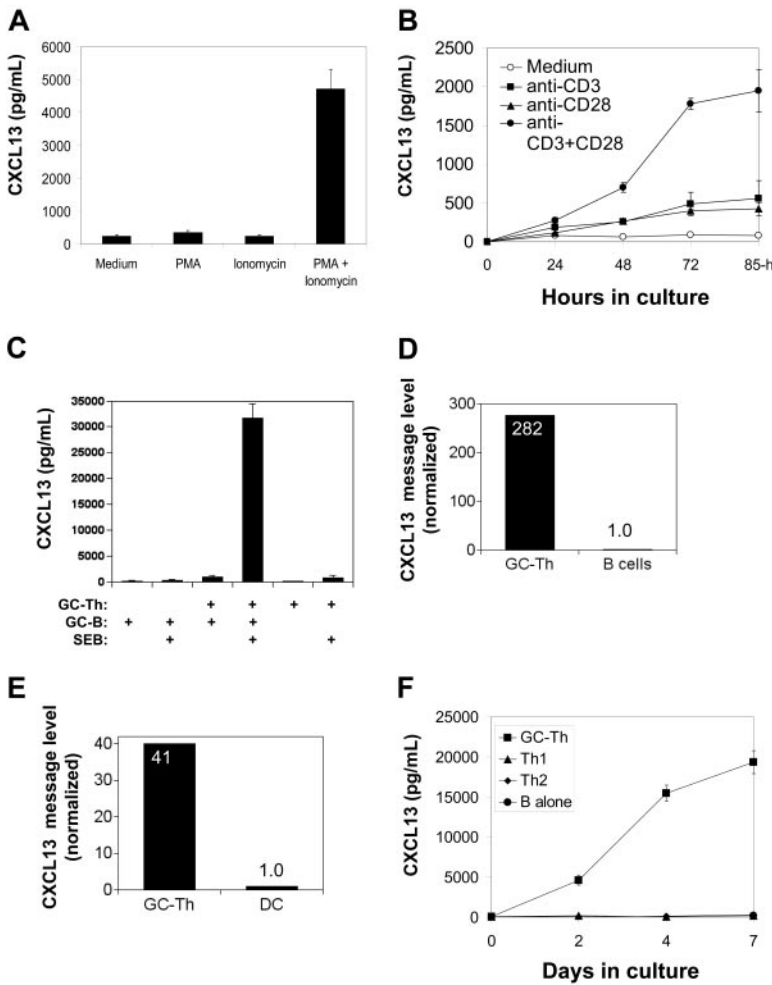 A
CXCL13 (pg/mL)
6000
5000
4000
3000
2000
1000
0
Medium
PMA
Ionomycin
PMA +
Ionomycin
B
CXCL13 (pg/mL)
2500
2000
1500
1000
500
0
Medium
anti-CD3
anti-CD28
anti-
CD3+CD28
0
24
48
72
85-h
Hours in culture
C
CXCL13 (pg/mL)
35000
30000
25000
20000
15000
10000
5000
0
GC-Th: + + + +
GC-B: + + + +
SEB: + + +
D
CXCL13 message level
(normalized)
300
200
100
0
282
1.0
GC-Th
B cells
E
CXCL13 message level
(normalized)
40
30
20
10
0
41
1.0
GC-Th
DC
F
CXCL13 (pg/mL)
25000
20000
15000
10000
5000
0
GC-Th
Th1
Th2
B alone
0
2
4
7
Days in culture